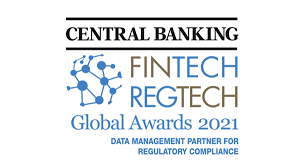 CENTRAL BANKING
FINTECH
REGTECH
Global Awards 2021
DATA MANAGEMENT PARTNER FOR
REGULATORY COMPLIANCE